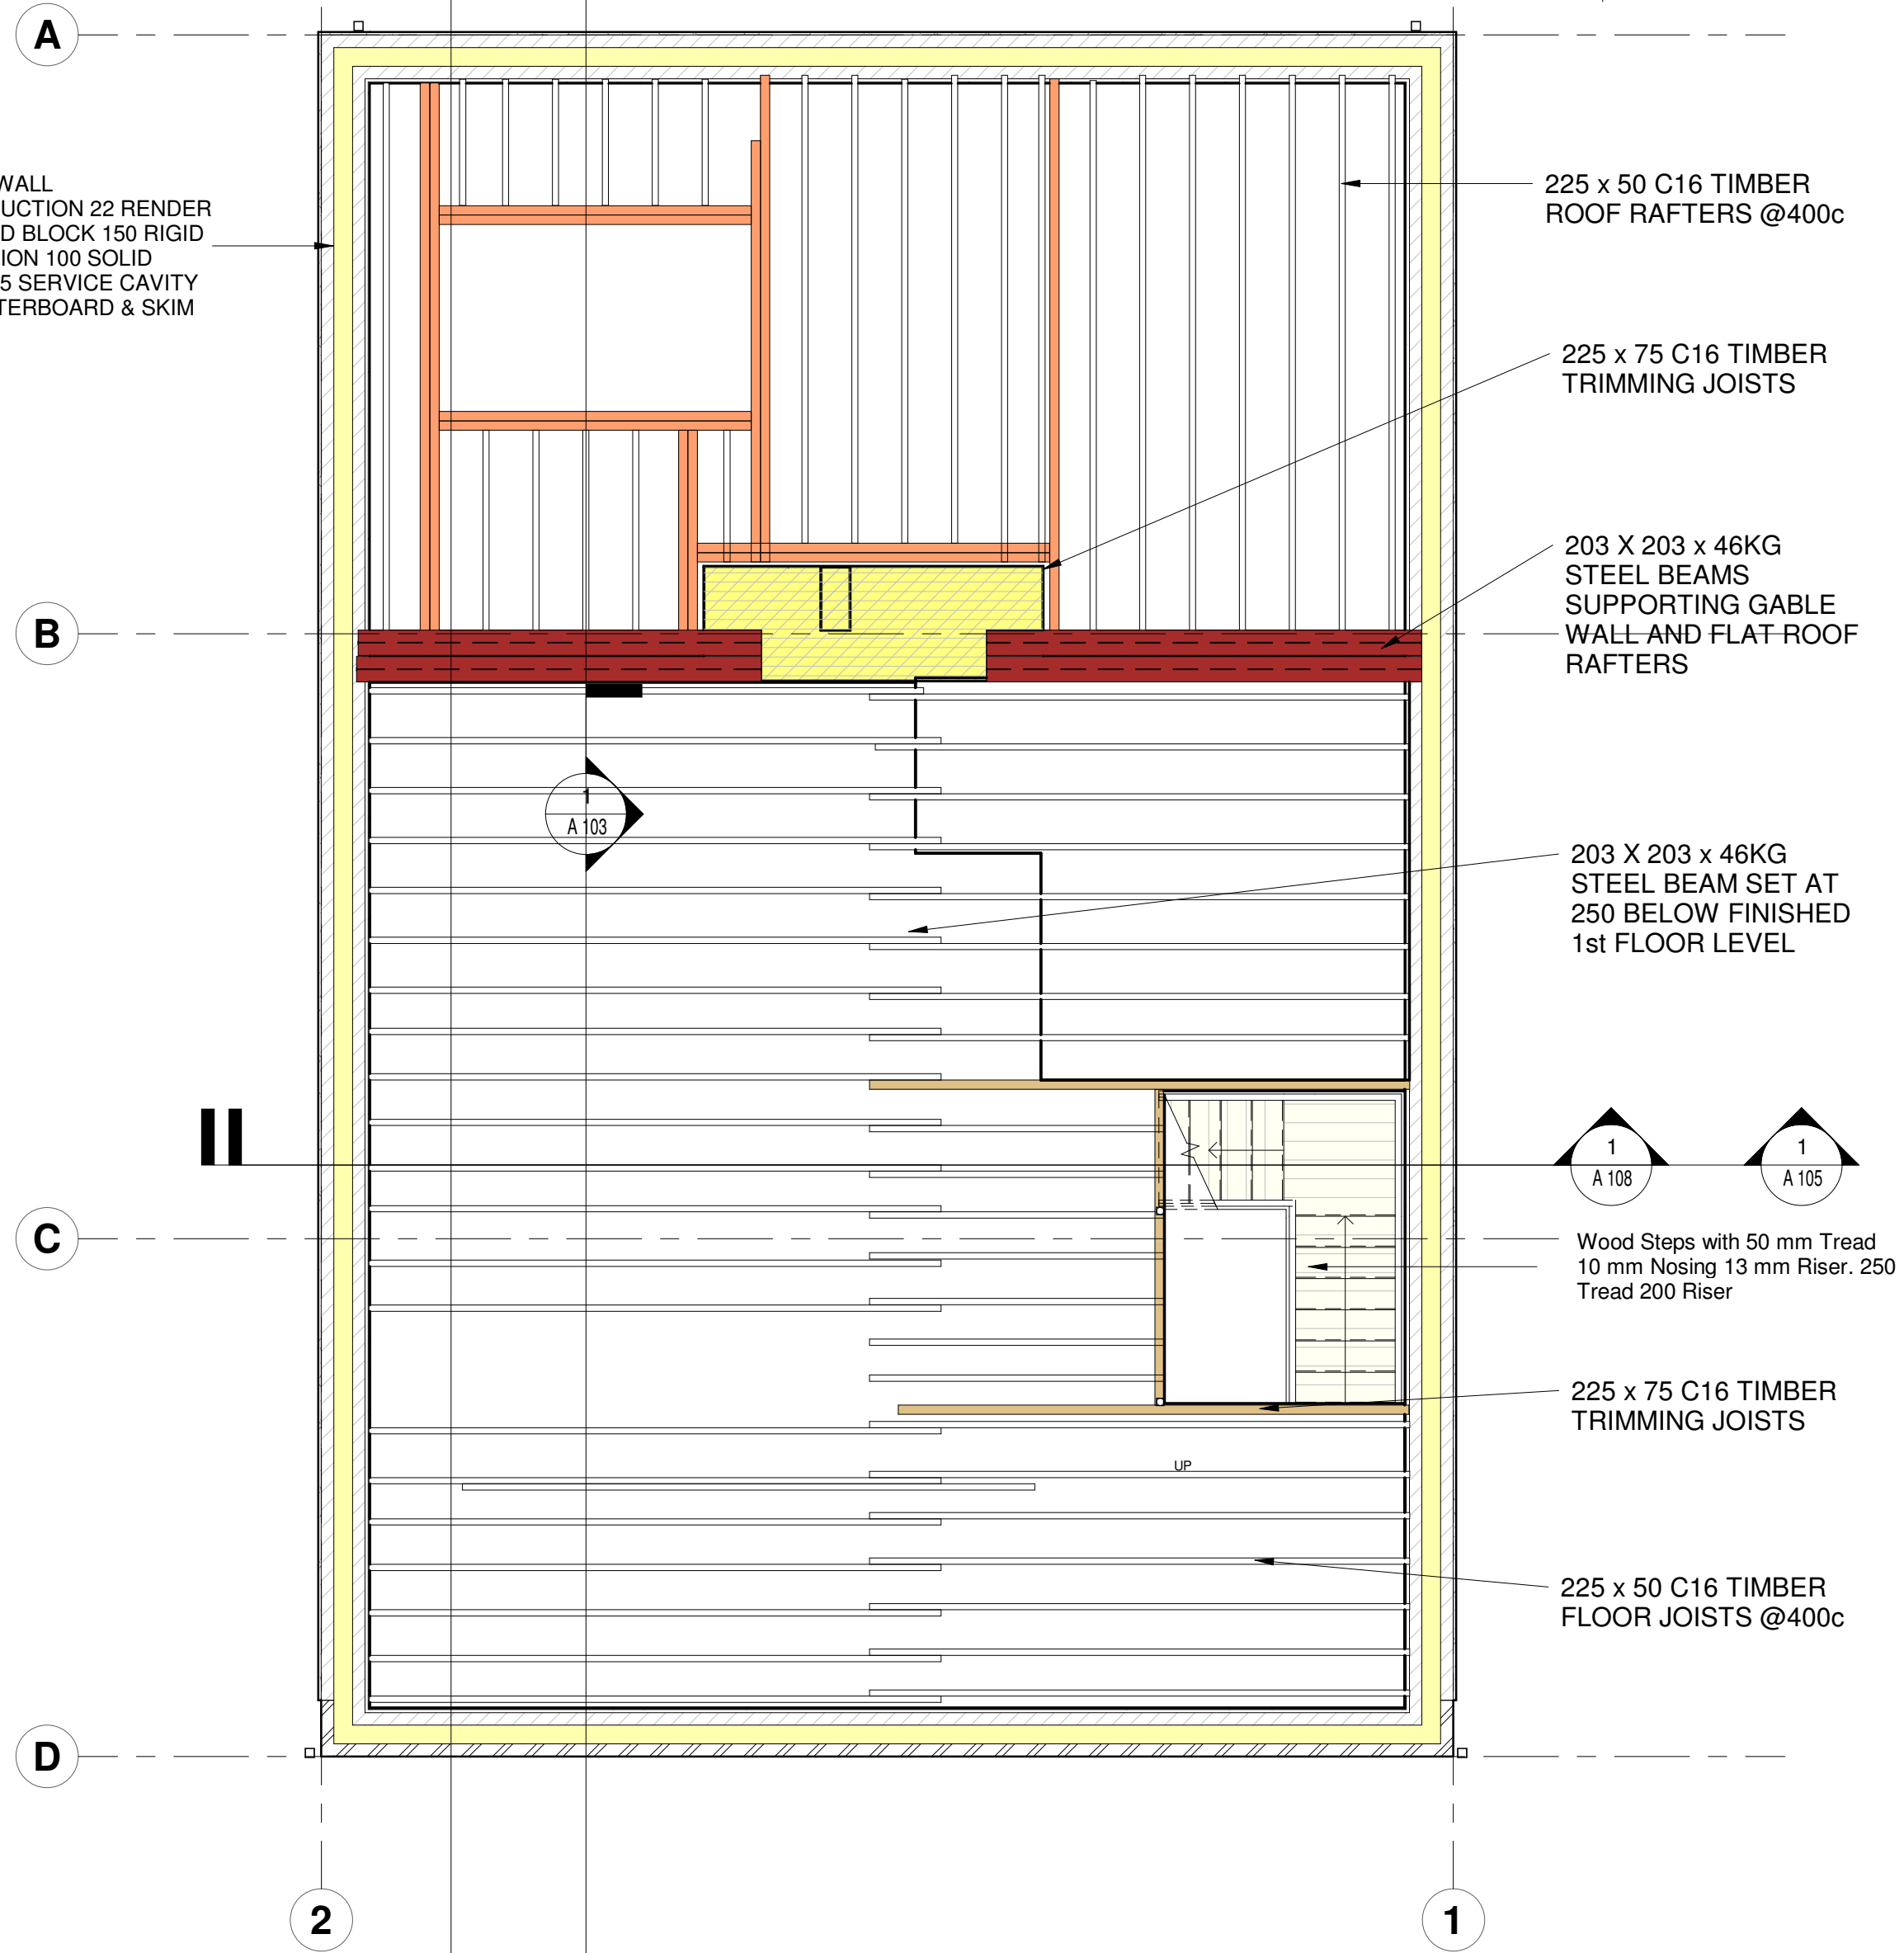 A
WALL
UCTION 22 RENDER
D BLOCK 150 RIGID
ION 100 SOLID
5 SERVICE CAVITY
TERBOARD & SKIM
225 x 50 C16 TIMBER
ROOF RAFTERS @400c
225 x 75 C16 TIMBER
TRIMMING JOISTS
203 X 203 x 46KG
STEEL BEAMS
SUPPORTING GABLE
WALL AND FLAT ROOF
RAFTERS
B
1
A 103
203 X 203 x 46KG
STEEL BEAM SET AT
250 BELOW FINISHED
1st FLOOR LEVEL
1
A 108
1
A 105
C
Wood Steps with 50 mm Tread
10 mm Nosing 13 mm Riser. 250
Tread 200 Riser
225 x 75 C16 TIMBER
TRIMMING JOISTS
UP
225 x 50 C16 TIMBER
FLOOR JOISTS @400c
D
2
1